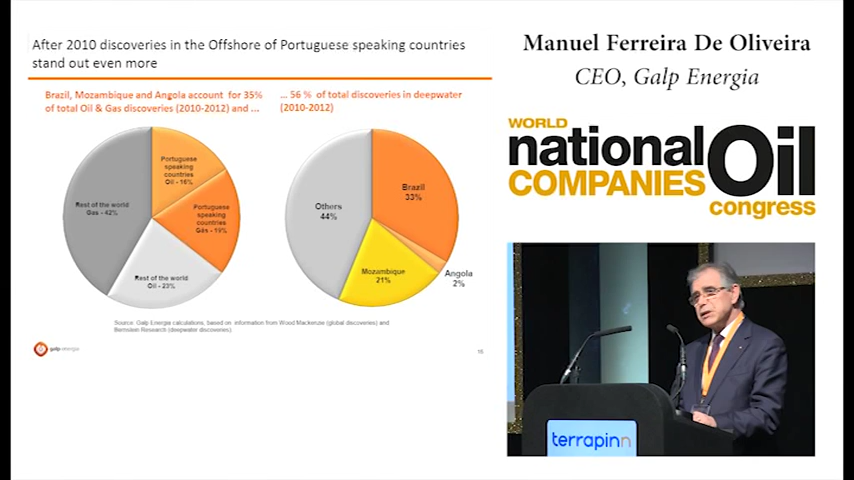 After 2010 discoveries in the Offshore of Portuguese speaking countries
stand out even more
Brazil, Mozambique and Angola account for 35%
of total Oil & Gas discoveries (2010-2012) and ...
... 56 % of total discoveries in deepwater
(2010-2012)
Portuguese
speaking
countries
Oil - 16%
Portuguese
speaking
countries
Gas - 19%
Rest of the world
Oil - 23%
Rest of the world
Gas - 42%
Brazil
33%
Angola
2%
Mozambique
21%
Others
44%
Source: Galp Energia calculations, based on information from Woud Mackenzie (global discoveries) and
Bernstein Research (deepwater discoveries)
galp energia
16
Manuel Ferreira De Oliveira
CEO, Galp Energia
WORLD
national Oil
COMPANIES
congress
terrapinn